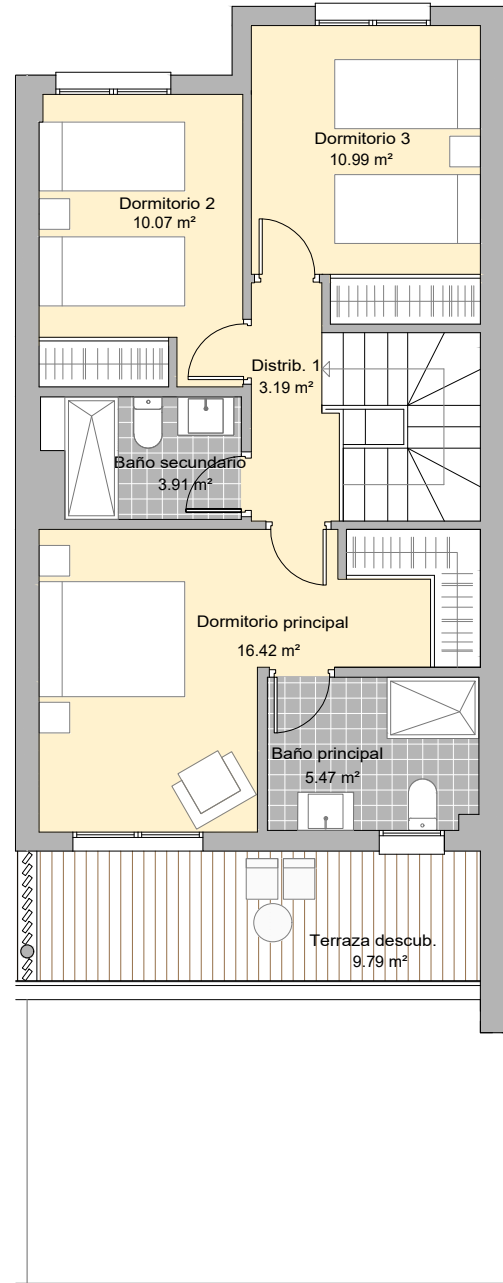 Dormitorio 3
10.99 m²
Dormitorio 2
10.07 m²
Distrib. 1
3.19 m²
Baño secundario
3.91 m²
Dormitorio principal
16.42 m²
Baño principal
5.47 m²
Terraza descub.
9.79 m²